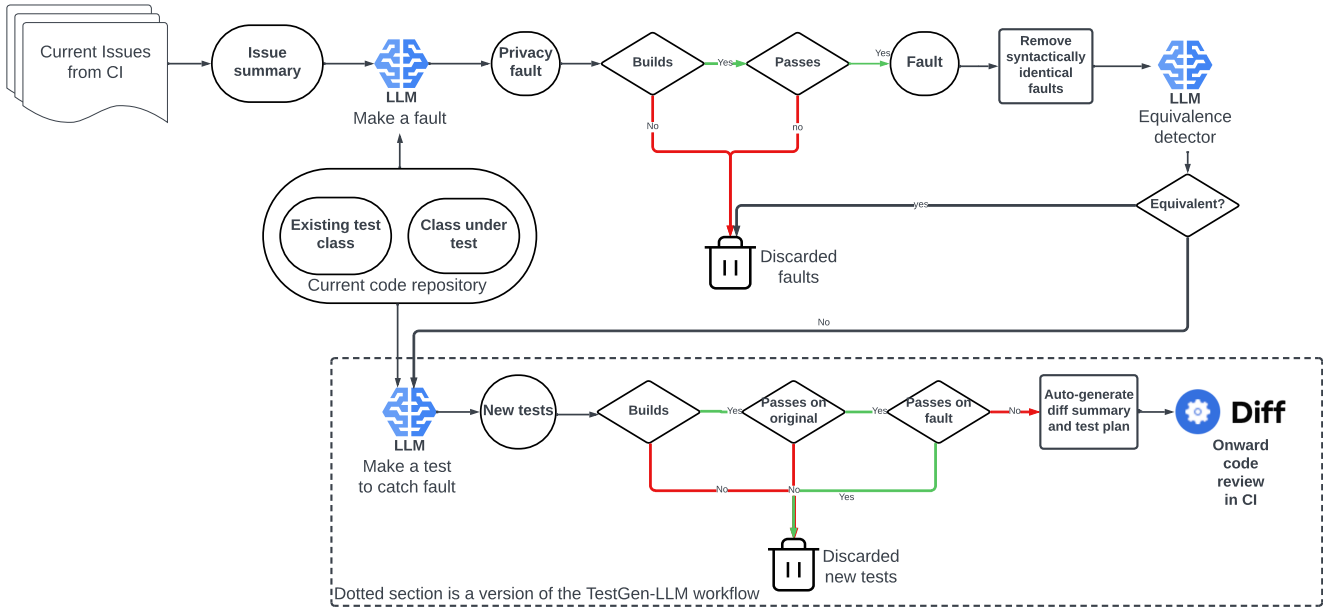 Current Issues
from CI
Issue
summary
LLM
Make a fault
Privacy
fault
Builds
Yes
Passes
Yes
Fault
Remove
syntactically
identical
faults
LLM
Equivalence
detector
No
no
Existing test
class
Class under
test
Current code repository
yes
Equivalent?
Discarded
faults
No
LLM
Make a test
to catch fault
New tests
Builds
Yes
Passes on
original
Yes
Passes on
fault
No
Auto-generate
diff summary
and test plan
Diff
Onward
code
review
in CI
No
No
Yes
Discarded
new tests
Dotted section is a version of the TestGen-LLM workflow